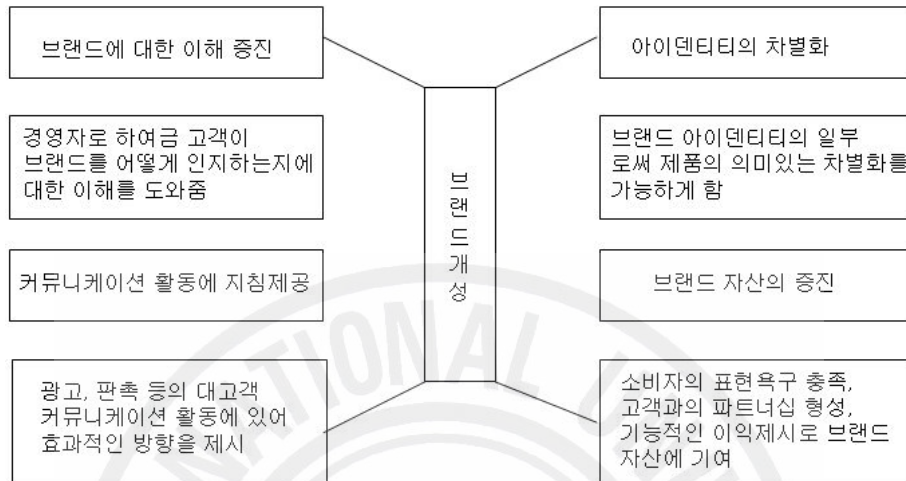 브랜드에 대한 이해 증진
경영자로 하여금 고객이
브랜드를 어떻게 인지하는지에
대한 이해를 도와줌
커뮤니케이션 활동에 지침제공
광고, 판촉 등의 대고객
커뮤니케이션 활동에 있어
효과적인 방향을 제시
브
랜
드
개
성
아이덴티티의 차별화
브랜드 아이덴티티의 일부
로써 제품의 의미있는 차별화를
가능하게 함
브랜드 자산의 증진
소비자의 표현욕구 충족,
고객과의 파트너십 형성,
기능적인 이익제시로 브랜드
자산에 기여
NATIONAL U